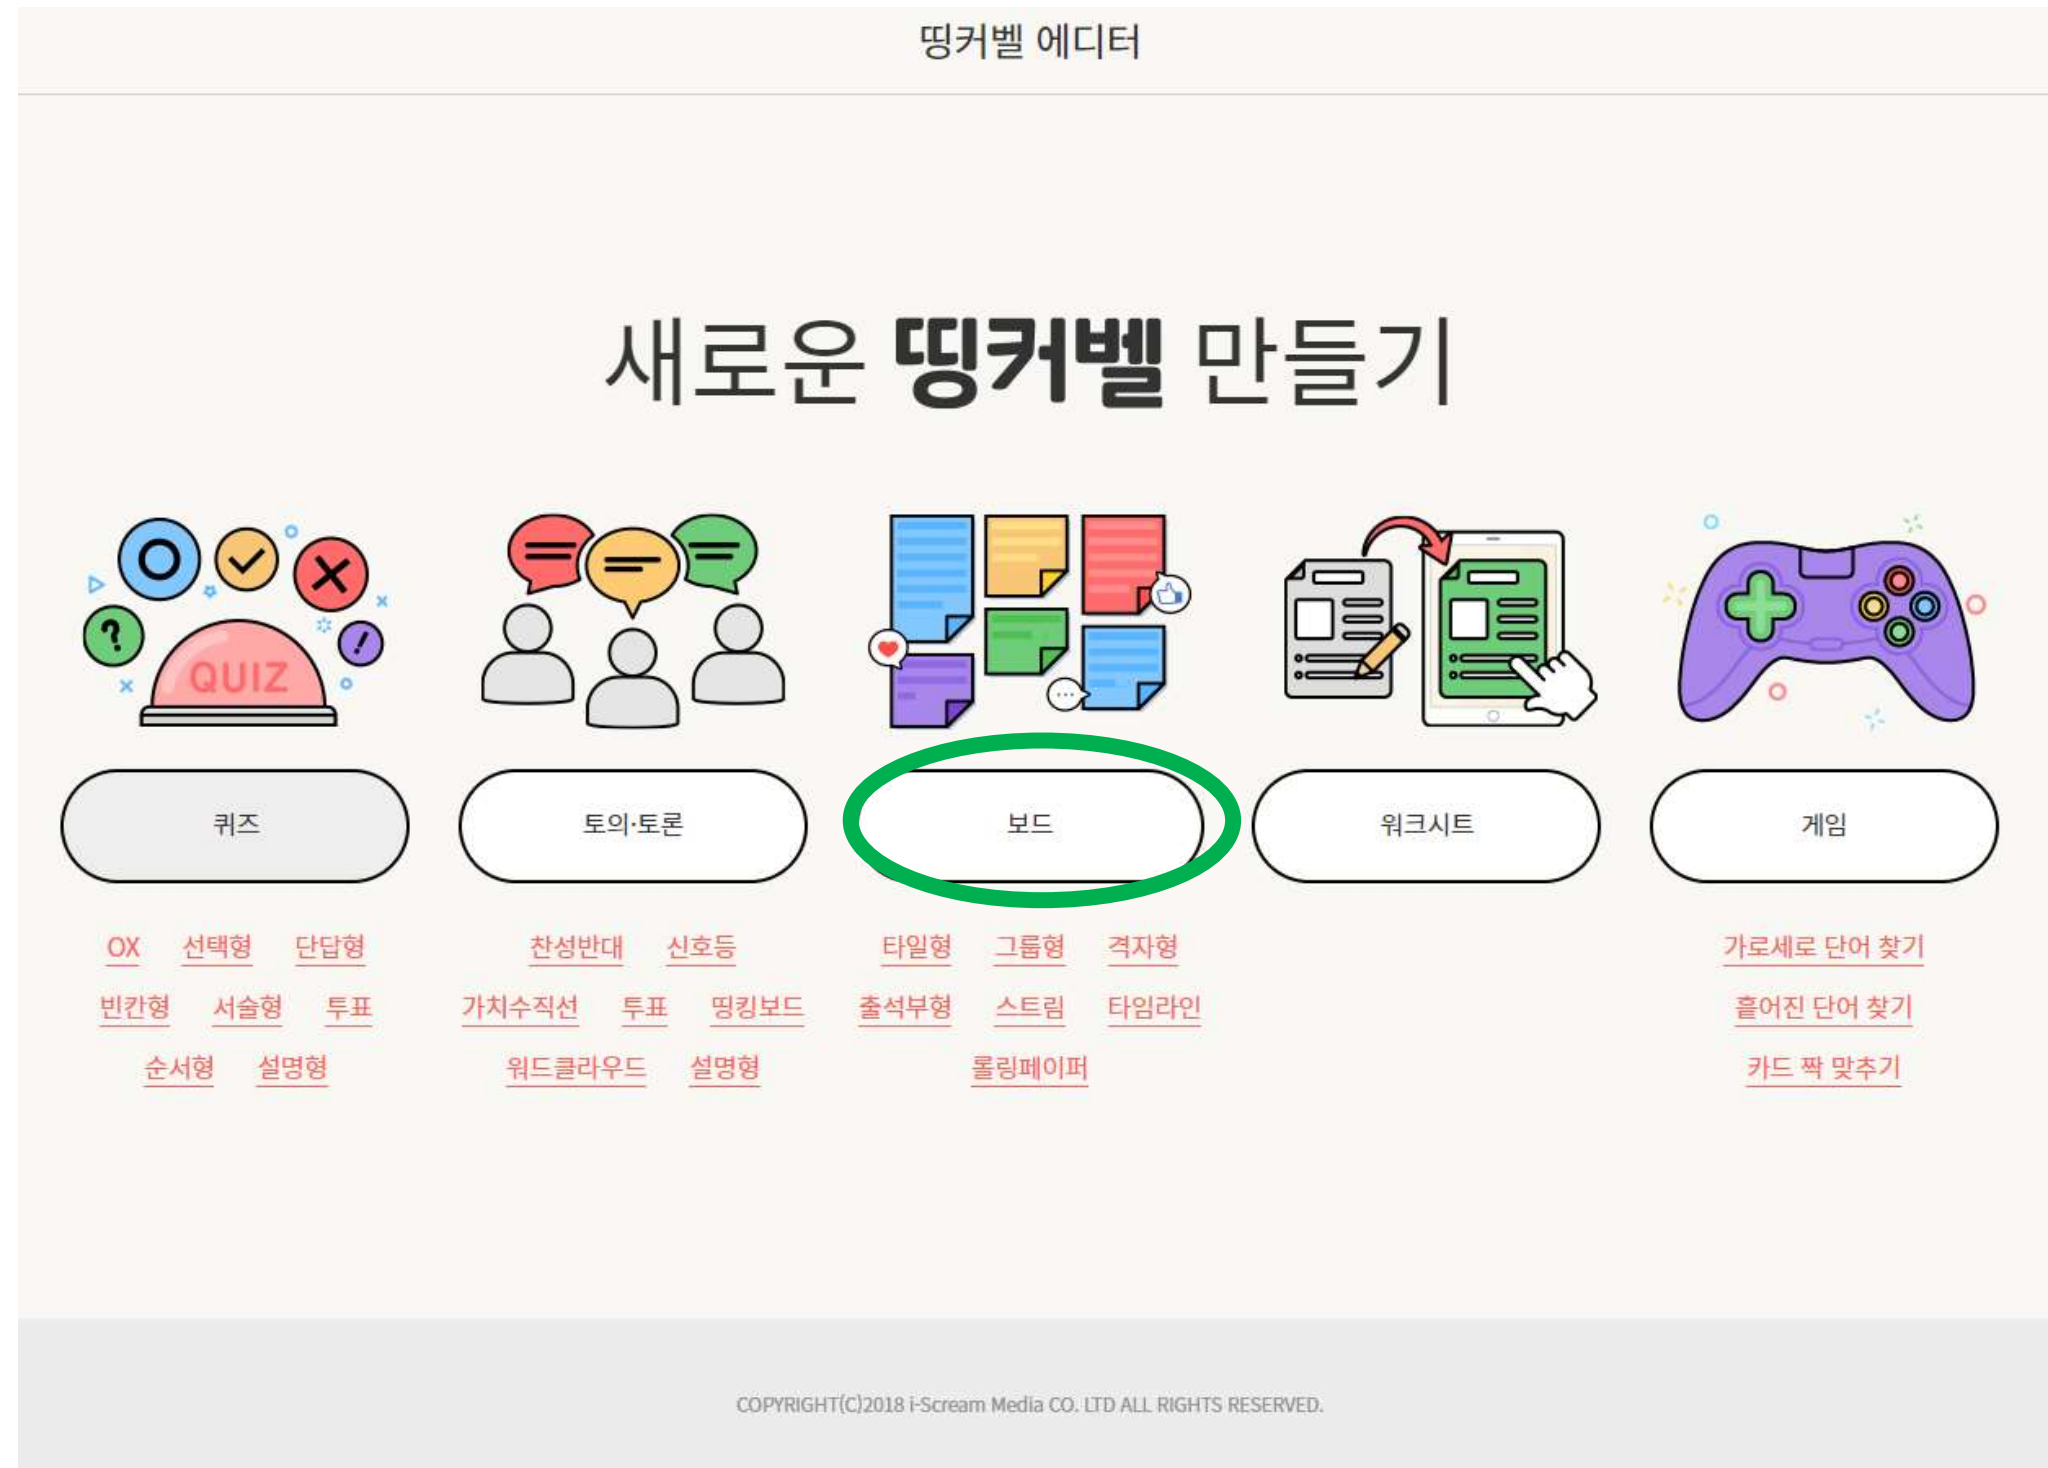 띵커벨 에디터
새로운 띵커벨 만들기
QUIZ
퀴즈
토의·토론
보드
워크시트
게임
OX 선택형 단답형
빈칸형 서술형 투표
순서형 설명형
찬성반대 신호등
가치수직선 투표 띵킹보드
워드클라우드 설명형
타일형 그룹형 격자형
출석부형 스트림 타임라인
롤링페이퍼
가로세로 단어 찾기
흩어진 단어 찾기
카드 짝 맞추기
COPYRIGHT(C)2018 i-Scream Media CO. LTD ALL RIGHTS RESERVED.